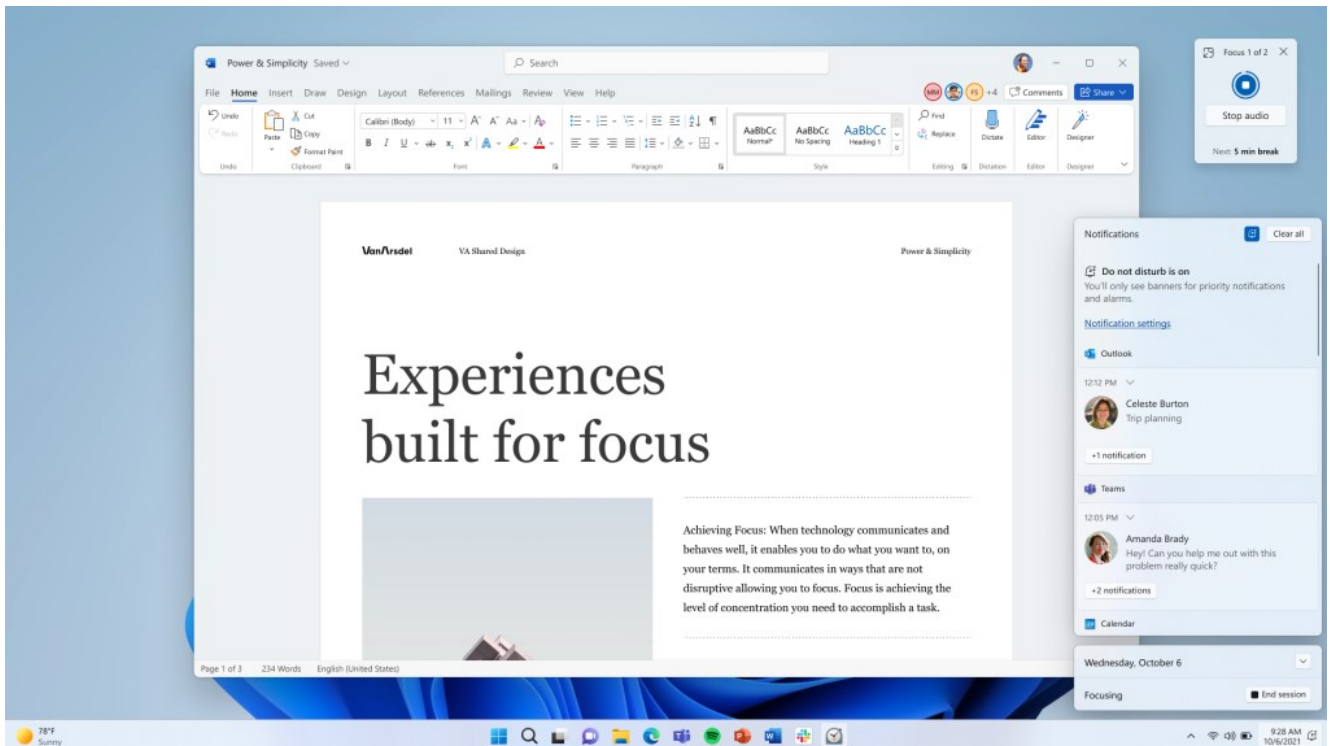 Power & Simplicity Saved
Search
File Home Insert Draw Design Layout References Mailings Review View Help
MM FS +4 Comments Share
Undo
Redo
Undo
Paste
Cut
Copy
Format Paint
Clipboard
Calibri (Body) 11 A A Aa A
B I U ab x, x² A A
Font
Paragraph
AaBbCc
Normal*
AaBbCc
No Spacing
AaBbCc
Heading 1
Style
Find
Replace
Editing
Dictate
Dictation
Editor
Editor
Designer
Designer
VanArsdel
VA Shared Design
Power & Simplicity
Experiences
built for focus
Achieving Focus: When technology communicates and
behaves well, it enables you to do what you want to, on
your terms. It communicates in ways that are not
disruptive allowing you to focus. Focus is achieving the
level of concentration you need to accomplish a task.
Page 1 of 3 234 Words English (United States)
Focus 1 of 2
Stop audio
Next: 5 min break
Notifications
Clear all
Do not disturb is on
You'll only see banners for priority notifications
and alarms.
Notification settings
Outlook
12:12 PM
Celeste Burton
Trip planning
+1 notification
Teams
12:05 PM
Amanda Brady
Hey! Can you help me out with this
problem really quick?
+2 notifications
Calendar
Wednesday, October 6
Focusing
End session
78°F
Sunny
9:28 AM
10/6/2021